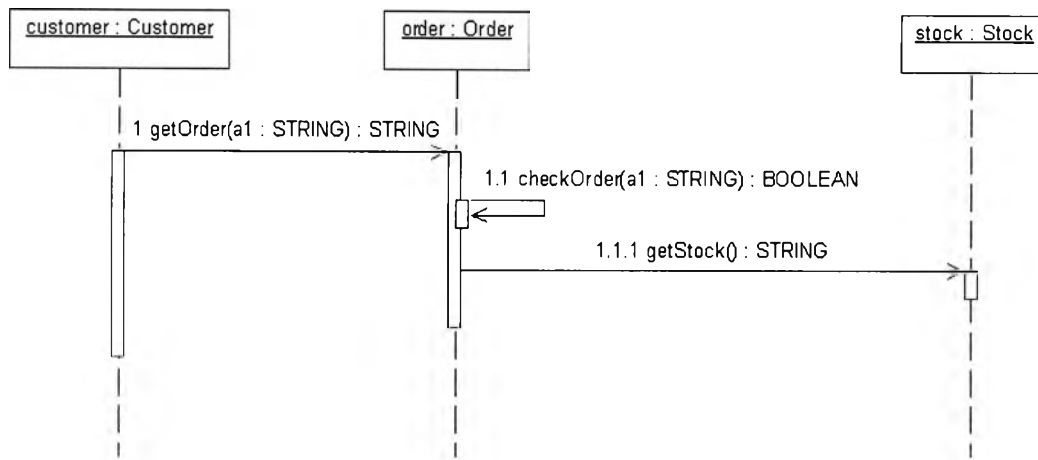 customer : Customer
order : Order
stock : Stock
1 getOrder(a1 : STRING) : STRING
1.1 checkOrder(a1 : STRING) : BOOLEAN
1.1.1 getStock() : STRING